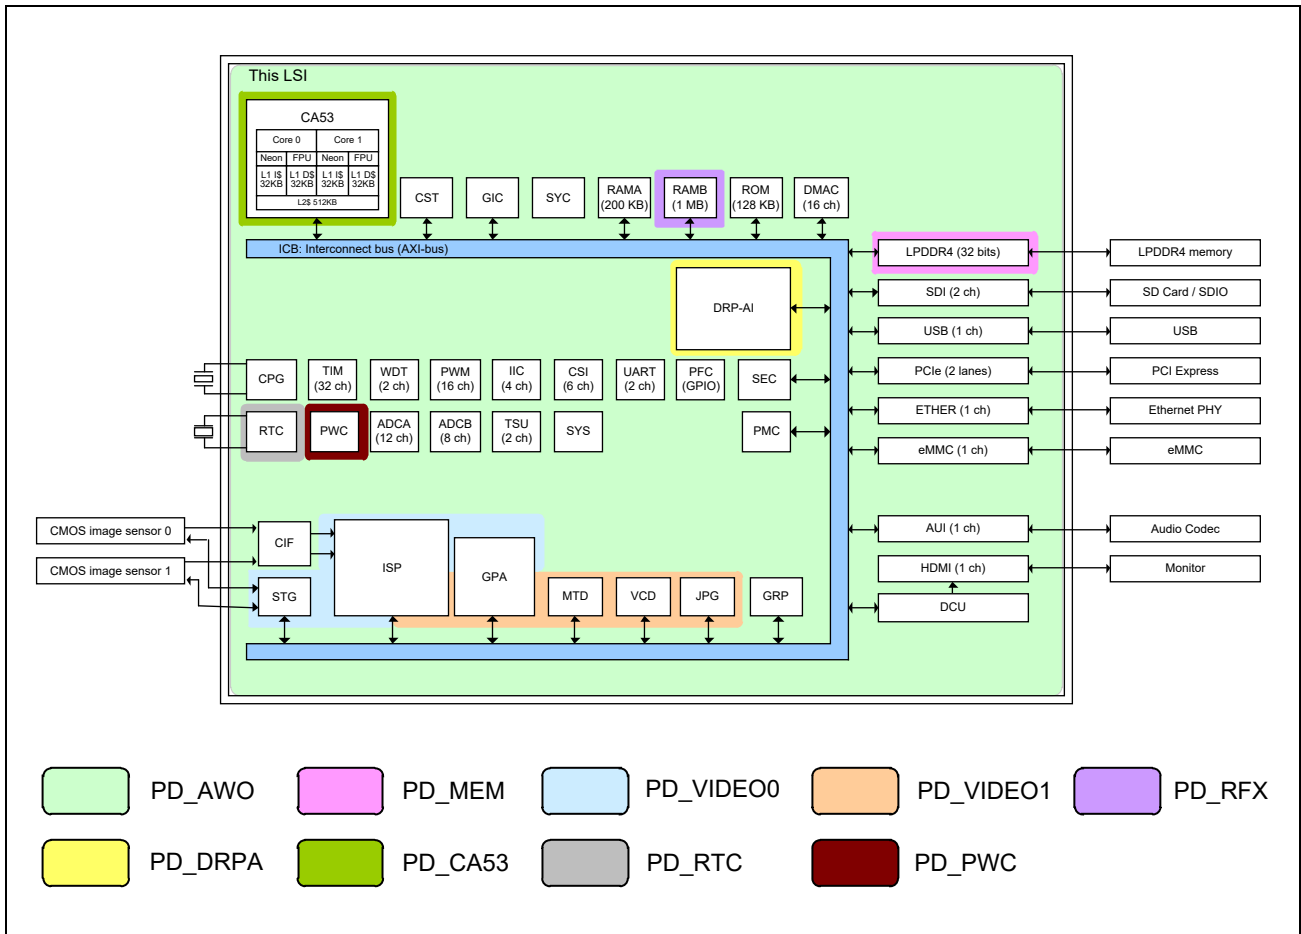 This LSI
CA53
Core 0
Core 1
Neon
FPU
Neon
FPU
L1 I$
32KB
L1 D$
32KB
L1 I$
32KB
L1 D$
32KB
L2$ 512KB
CST
GIC
SYC
RAMA
(200 KB)
RAMB
(1 MB)
ROM
(128 KB)
DMAC
(16 ch)
ICB: Interconnect bus (AXI-bus)
LPDDR4 (32 bits)
LPDDR4 memory
DRP-AI
SDI (2 ch)
SD Card / SDIO
USB (1 ch)
USB
CPG
TIM
(32 ch)
WDT
(2 ch)
PWM
(16 ch)
IIC
(4 ch)
CSI
(6 ch)
UART
(2 ch)
PFC
(GPIO)
SEC
PCIe (2 lanes)
PCI Express
ETHER (1 ch)
Ethernet PHY
RTC
PWC
ADCA
(12 ch)
ADCB
(8 ch)
TSU
(2 ch)
SYS
PMC
eMMC (1 ch)
eMMC
CMOS image sensor 0
CIF
AUI (1 ch)
Audio Codec
CMOS image sensor 1
ISP
GPA
HDMI (1 ch)
Monitor
STG
MTD
VCD
JPG
GRP
DCU
PD_AWO
PD_MEM
PD_VIDEO0
PD_VIDEO1
PD_RFX
PD_DRPA
PD_CA53
PD_RTC
PD_PWC